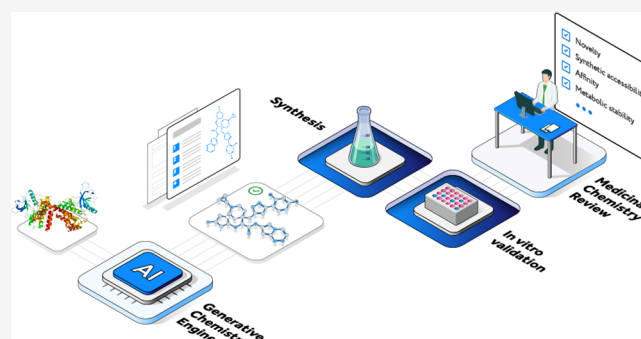 Novelty
Synthetic accessibility
Affinity
Metabolic stability
Synthesis
Medicinal
Chemistry
Review
In vitro
validation
AI
Generative
Chemistry